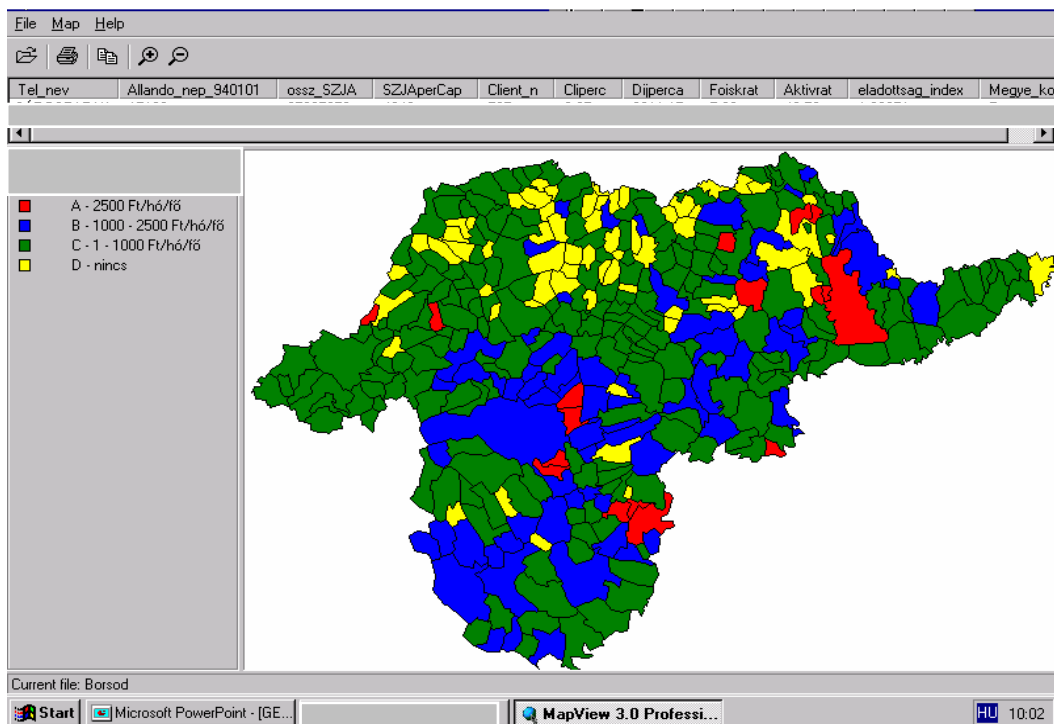 File Map Help
Tel_nev Allando_nep_940101 ossz_SZJA SZJAperCap Client_n Cliperc Dijperca Foiskrat Aktivrat eladottsag_index Megye_ko
A - 2500 Ft/hó/fő
B - 1000 - 2500 Ft/hó/fő
C - 1 - 1000 Ft/hó/fő
D - nincs
Current file: Borsod
Start Microsoft PowerPoint - [GE... MapView 3.0 Professi... HU 10:02